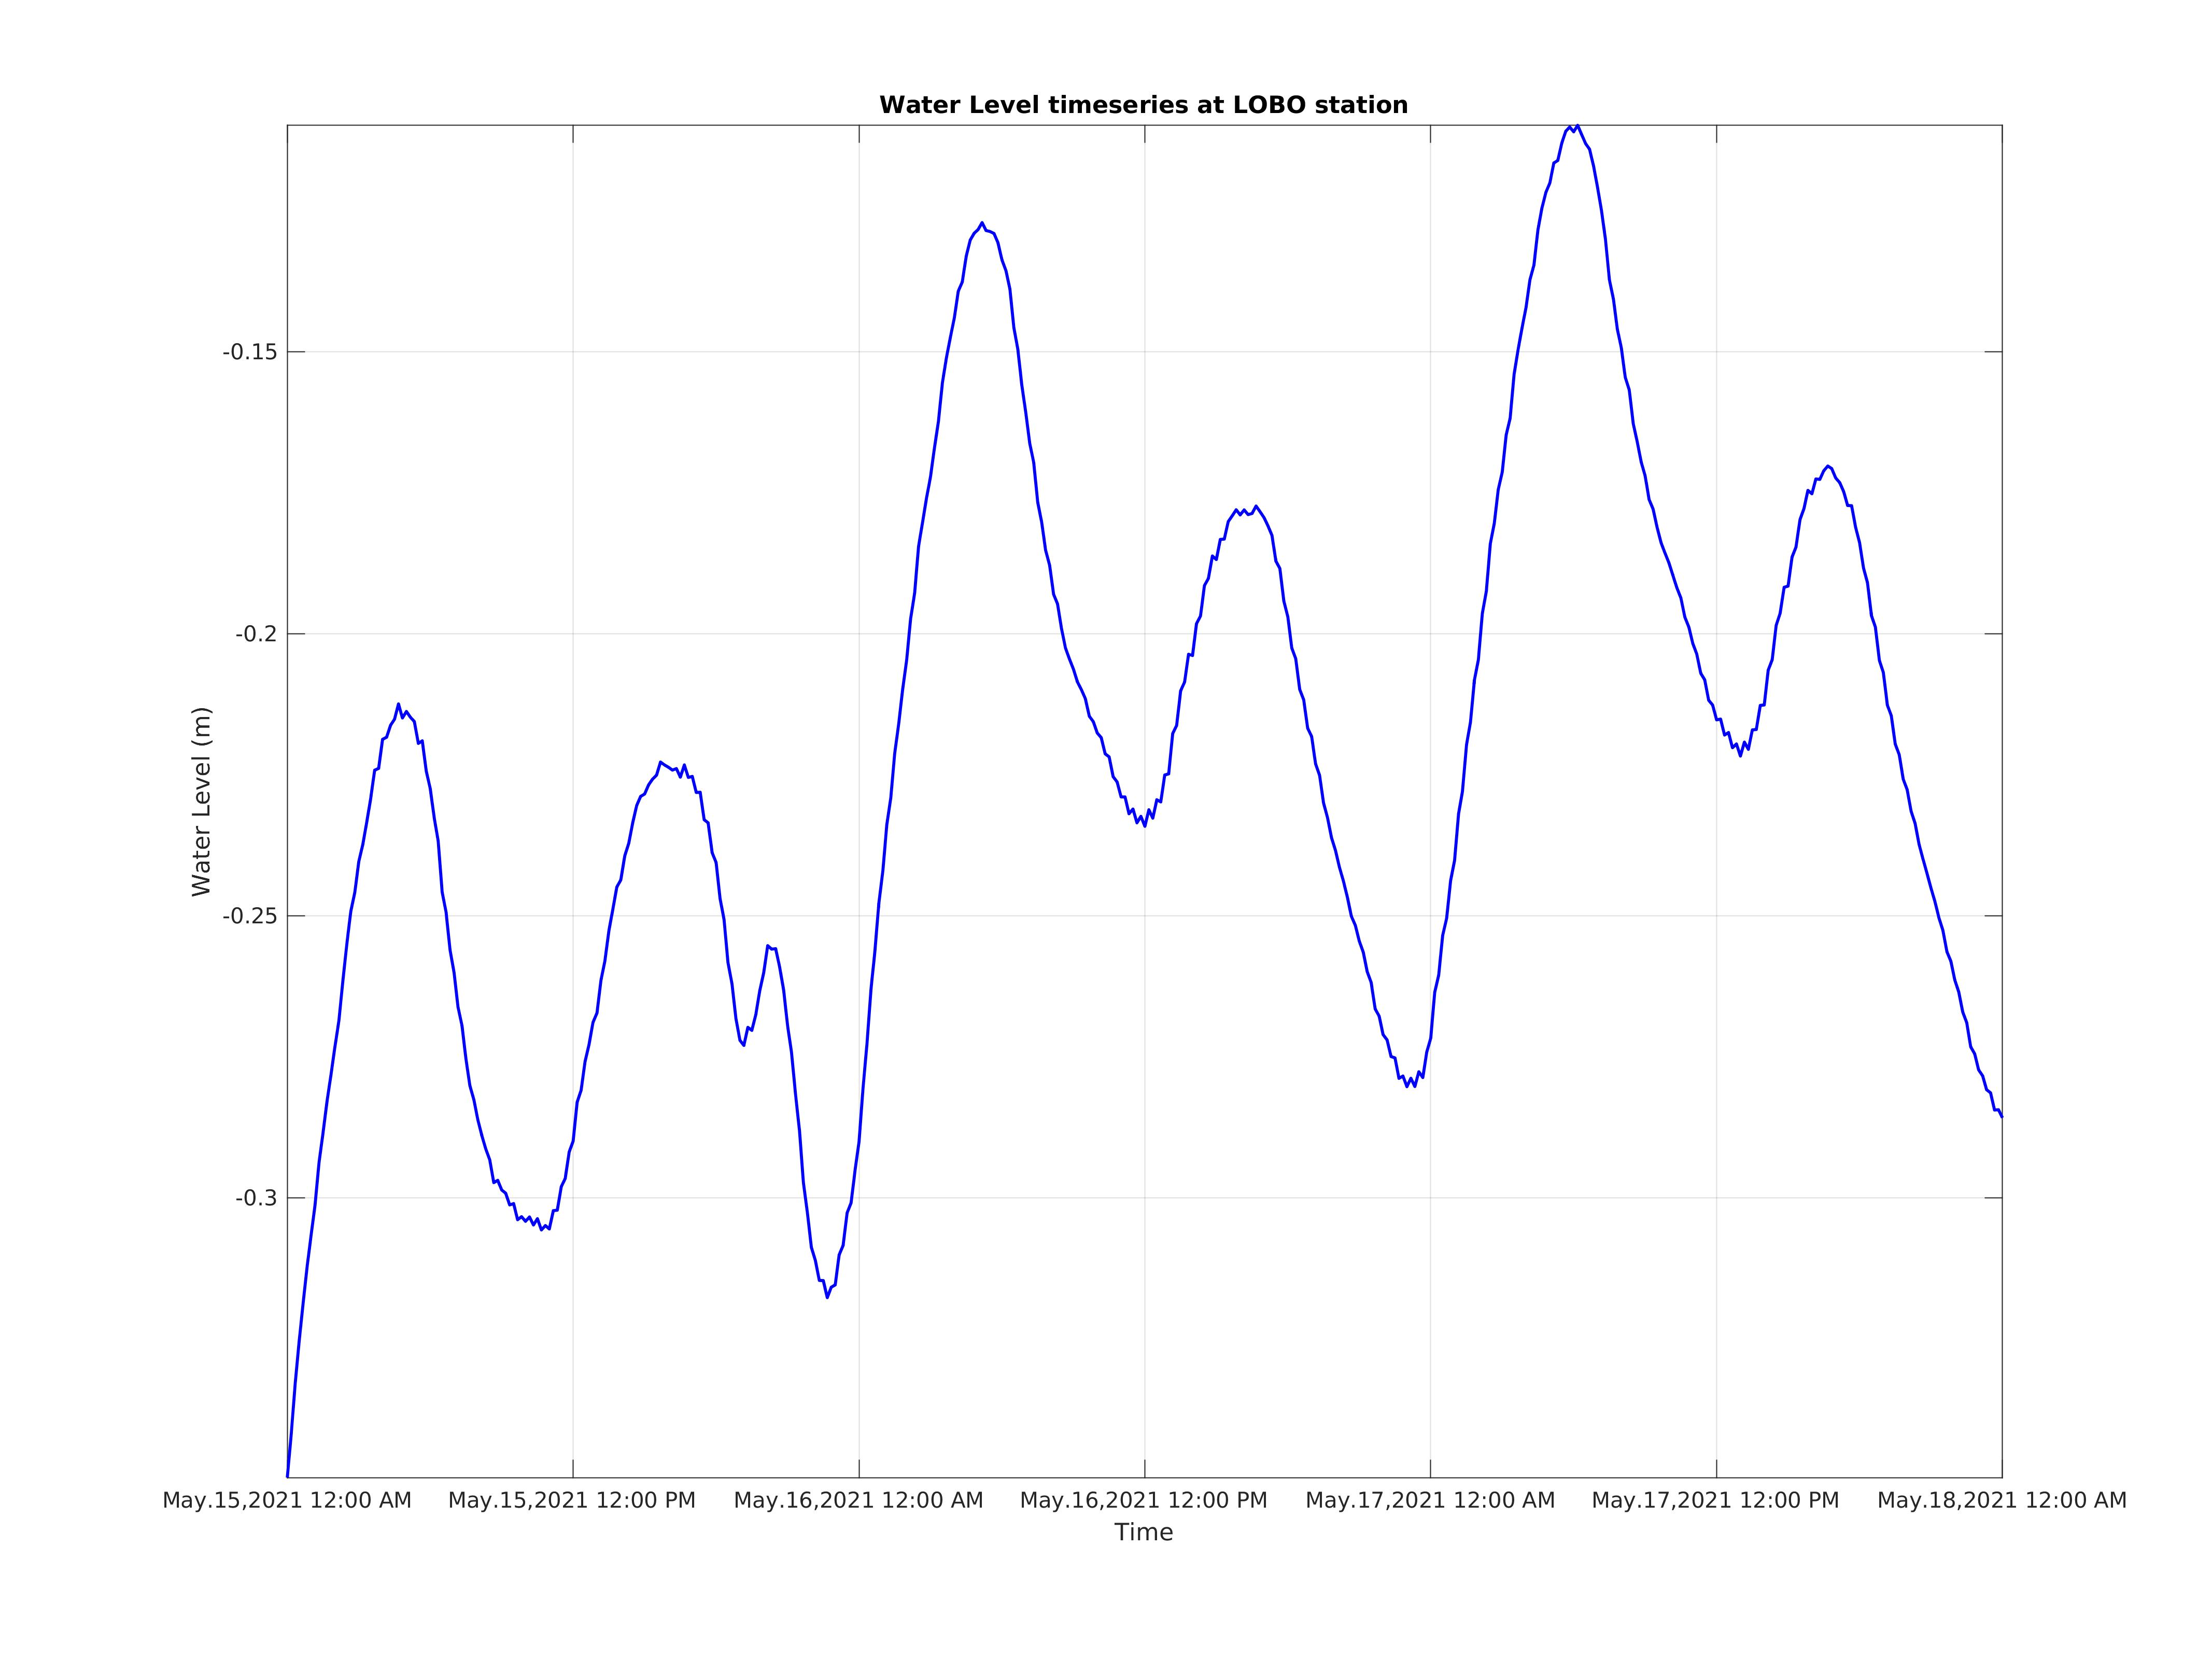 Water Level timeseries at LOBO station
Water Level (m)
-0.15
-0.2
-0.25
-0.3
May.15,2021 12:00 AM May.15,2021 12:00 PM May.16,2021 12:00 AM May.16,2021 12:00 PM May.17,2021 12:00 AM May.17,2021 12:00 PM May.18,2021 12:00 AM
Time